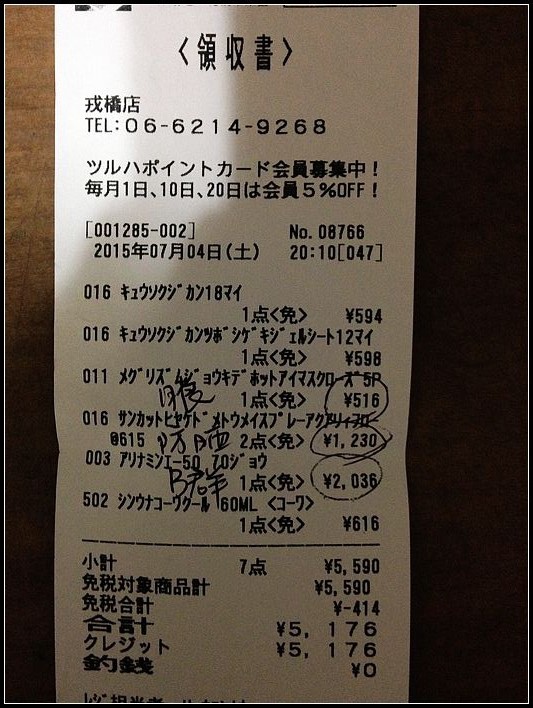 〈領収書〉
戎橋店
TEL:06-6214-9268
ツルハポイントカード会員募集中!
毎月1日、10日、20日は会員5%OFF!
[001285-002] No. 08766
2015年07月04日(土) 20:10[047]
016 ｷｭｳｿｸｼﾞｶﾝ18ﾏｲ
1点<免> ¥594
016 ｷｭｳｿｸｼﾞｶﾝﾂﾎﾞｼｹﾞｷｼﾞｪﾙｼｰﾄ12ﾏｲ
1点<免> ¥598
011 ﾒｸﾞﾘｽﾞﾑｼﾞｮｳｷﾃﾞﾎｯﾄｱｲﾏｽｸﾛｰｽﾞ5P
1点<免> ¥516
016 ｻﾝｶｯﾄﾋﾔｹﾄﾞﾒﾄｳﾒｲｽﾌﾟﾚｰｱｸｱﾘｨﾌﾛｰ
@615 防晒 2点<免> ¥1,230
003 ｱﾘﾅﾐﾝEｰ50 70ｼﾞｮｳ
B群 1点<免> ¥2,036
502 ｼﾝｳﾅｺｰﾜｸｰﾙ 60ML <ｺｰﾜ>
1点<免> ¥616
小計 7点 ¥5,590
免税対象商品計 ¥5,590
免税合計 ¥-414
合計 ¥5,176
クレジット ¥5,176
釣銭 ¥0